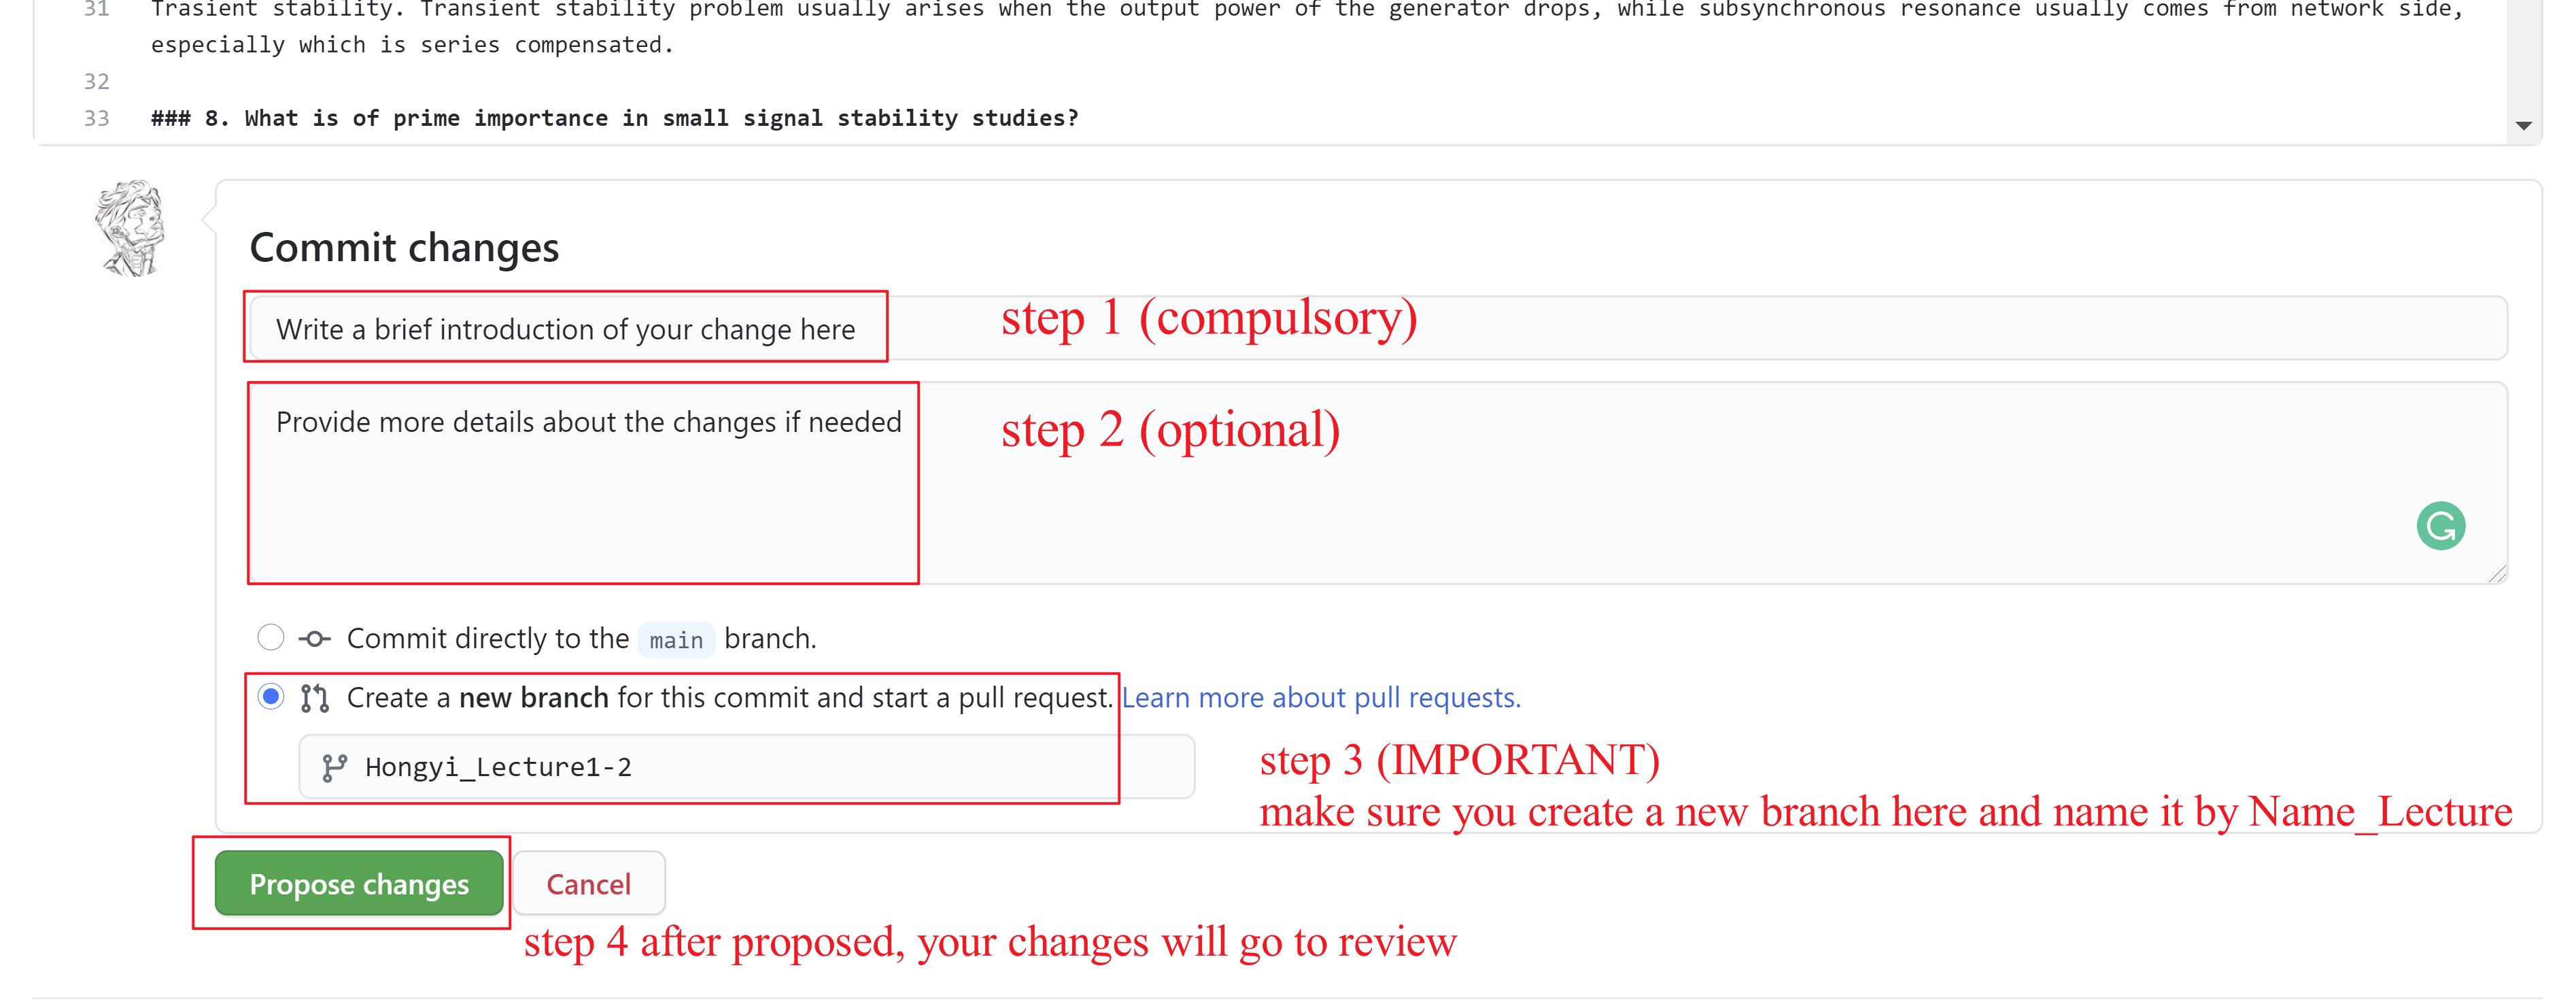 31 Trasient stability. Transient stability problem usually arises when the output power of the generator drops, while subsynchronous resonance usually comes from network side,
especially which is series compensated.
32
33 ### 8. What is of prime importance in small signal stability studies?
Commit changes
Write a brief introduction of your change here
step 1 (compulsory)
Provide more details about the changes if needed
step 2 (optional)
Commit directly to the main branch.
Create a new branch for this commit and start a pull request. Learn more about pull requests.
Hongyi_Lecture1-2
step 3 (IMPORTANT)
make sure you create a new branch here and name it by Name_Lecture
Propose changes
Cancel
step 4 after proposed, your changes will go to review